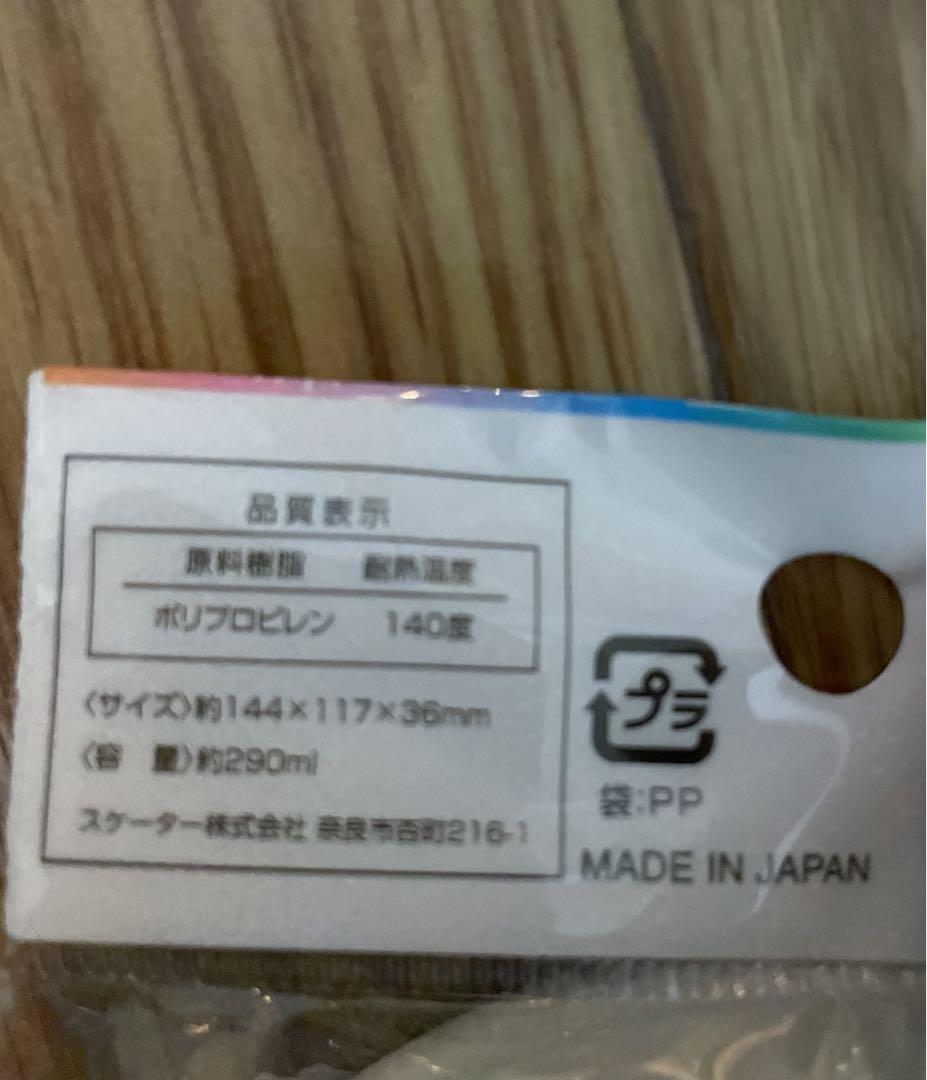 品質表示
原料樹脂 耐熱温度
ポリプロピレン 140度
〈サイズ〉約144×117×36mm
〈容 量〉約290ml
スケーター株式会社 奈良市杏町216-1
プラ
袋:PP
MADE IN JAPAN